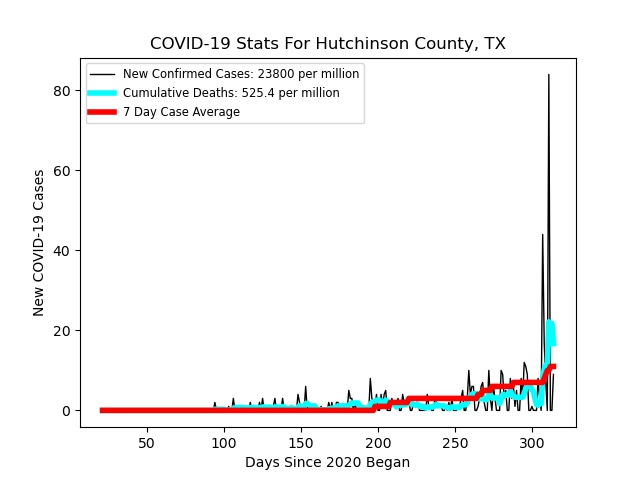 COVID-19 Stats For Hutchinson County, TX
New Confirmed Cases: 23800 per million
Cumulative Deaths: 525.4 per million
7 Day Case Average
New COVID-19 Cases
80
60
40
20
0
50 100 150 200 250 300
Days Since 2020 Began